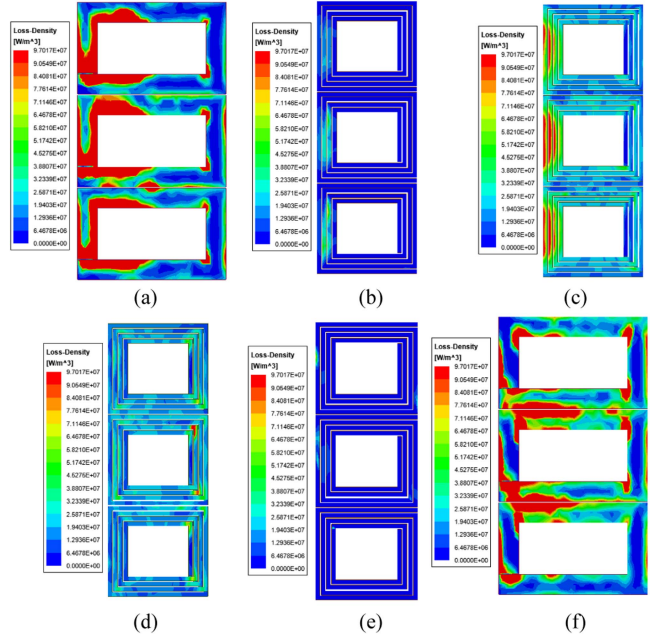 Loss-Density
[W/m^3]
9.7017E+07
9.0549E+07
8.4081E+07
7.7614E+07
7.1146E+07
6.4678E+07
5.8210E+07
5.1742E+07
4.5275E+07
3.8807E+07
3.2339E+07
2.5871E+07
1.9403E+07
1.2936E+07
6.4678E+06
0.0000E+00
(a)
Loss-Density
[W/m^3]
9.7017E+07
9.0549E+07
8.4081E+07
7.7614E+07
7.1146E+07
6.4678E+07
5.8210E+07
5.1742E+07
4.5275E+07
3.8807E+07
3.2339E+07
2.5871E+07
1.9403E+07
1.2936E+07
6.4678E+06
0.0000E+00
(b)
Loss-Density
[W/m^3]
9.7017E+07
9.0549E+07
8.4081E+07
7.7614E+07
7.1146E+07
6.4678E+07
5.8210E+07
5.1742E+07
4.5275E+07
3.8807E+07
3.2339E+07
2.5871E+07
1.9403E+07
1.2936E+07
6.4678E+06
0.0000E+00
(c)
Loss-Density
[W/m^3]
9.7017E+07
9.0549E+07
8.4081E+07
7.7614E+07
7.1146E+07
6.4678E+07
5.8210E+07
5.1742E+07
4.5275E+07
3.8807E+07
3.2339E+07
2.5871E+07
1.9403E+07
1.2936E+07
6.4678E+06
0.0000E+00
(d)
Loss-Density
[W/m^3]
9.7017E+07
9.0549E+07
8.4081E+07
7.7614E+07
7.1146E+07
6.4678E+07
5.8210E+07
5.1742E+07
4.5275E+07
3.8807E+07
3.2339E+07
2.5871E+07
1.9403E+07
1.2936E+07
6.4678E+06
0.0000E+00
(e)
Loss-Density
[W/m^3]
9.7017E+07
9.0549E+07
8.4081E+07
7.7614E+07
7.1146E+07
6.4678E+07
5.8210E+07
5.1742E+07
4.5275E+07
3.8807E+07
3.2339E+07
2.5871E+07
1.9403E+07
1.2936E+07
6.4678E+06
0.0000E+00
(f)